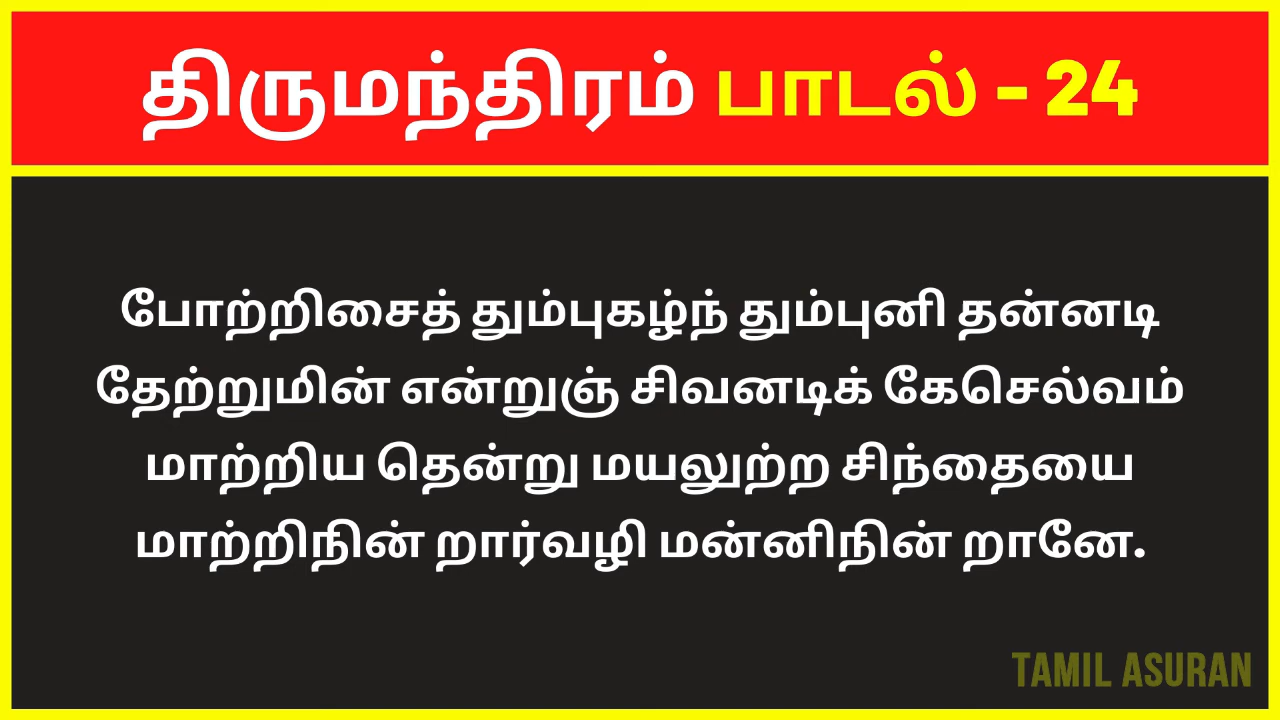 திருமந்திரம் பாடல் - 24
போற்றிசைத் தும்புகழ்ந் தும்புனி தன்னடி
தேற்றுமின் என்றுஞ் சிவனடிக் கேசெல்வம்
மாற்றிய தென்று மயலுற்ற சிந்தையை
மாற்றிநின் றார்வழி மன்னிநின் றானே.
TAMIL ASURAN